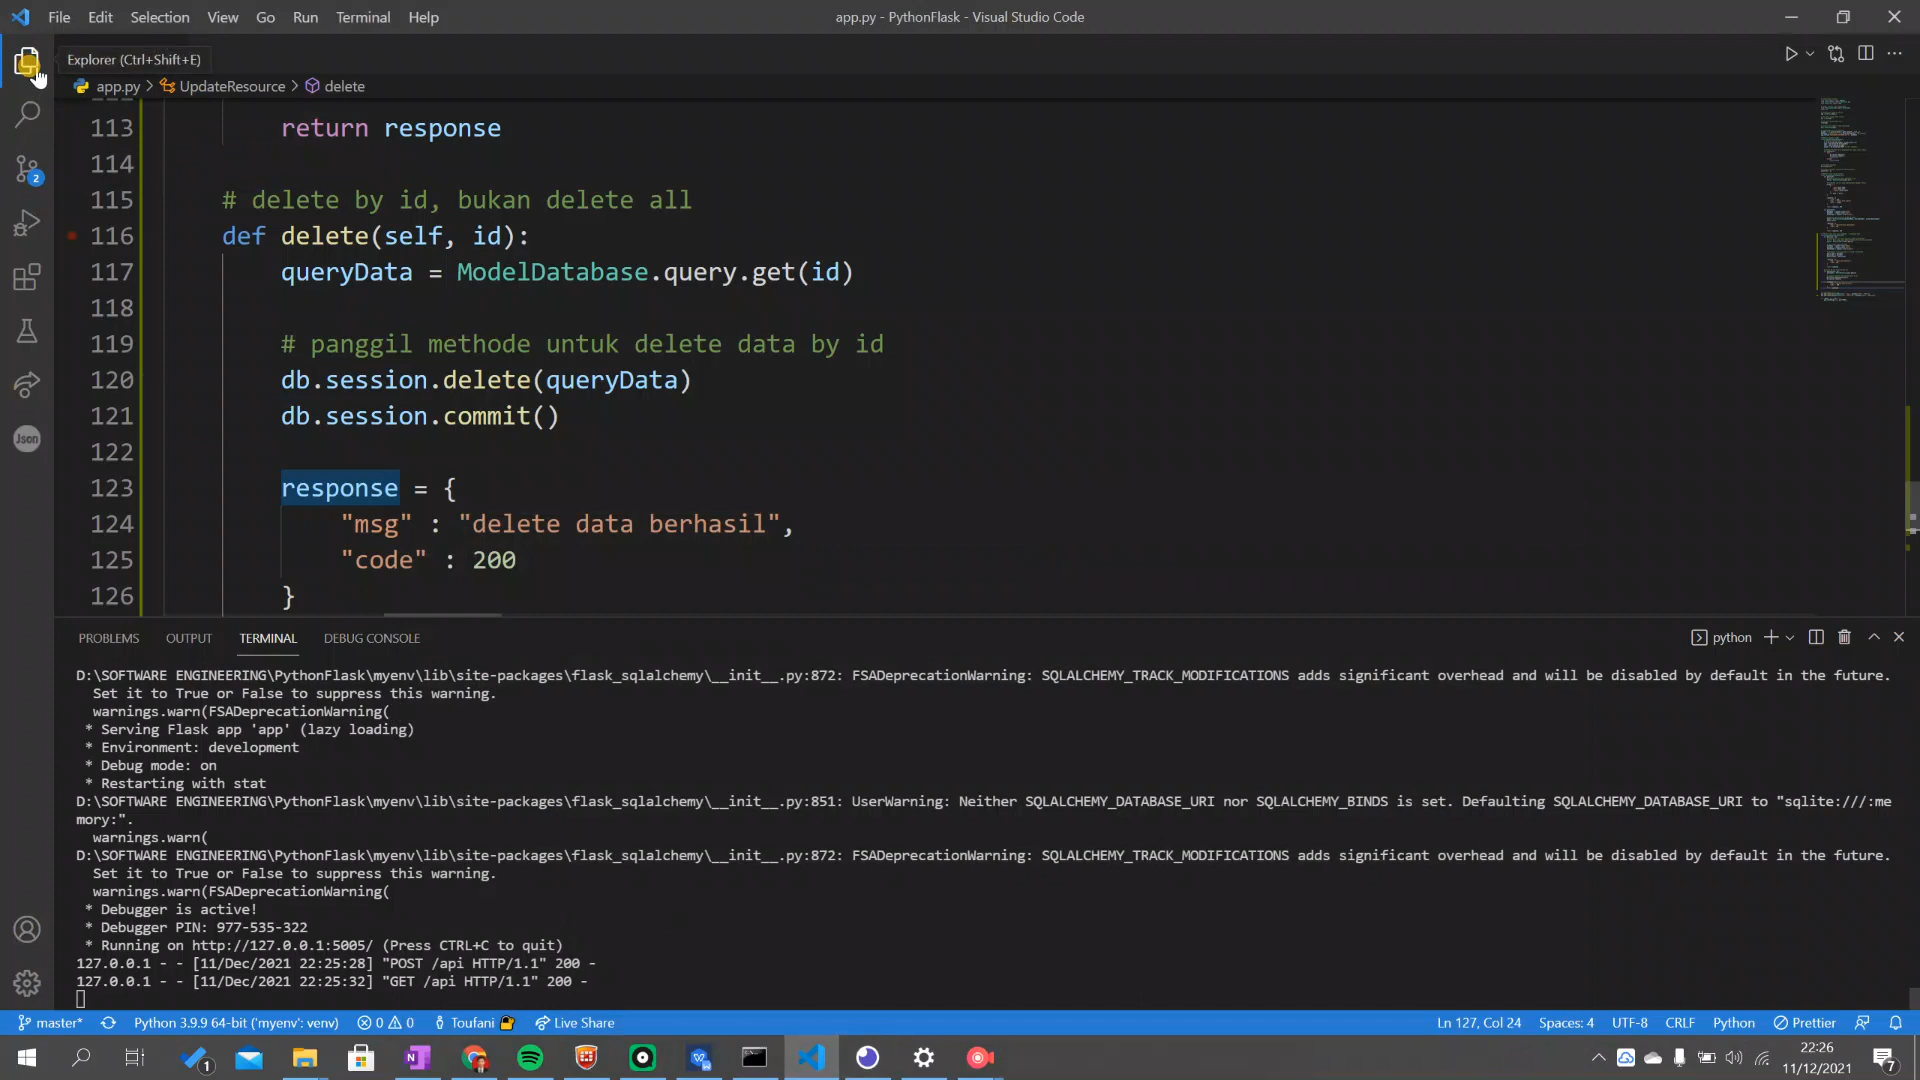 File Edit Selection View Go Run Terminal Help
app.py - PythonFlask - Visual Studio Code
Explorer (Ctrl+Shift+E)
app.py > UpdateResource > delete
113 return response
114
115 # delete by id, bukan delete all
116 def delete(self, id):
117 queryData = ModelDatabase.query.get(id)
118
119 # panggil methode untuk delete data by id
120 db.session.delete(queryData)
121 db.session.commit()
122
123 response = {
124 "msg" : "delete data berhasil",
125 "code" : 200
126 }
2
Json
PROBLEMS OUTPUT TERMINAL DEBUG CONSOLE
python
D:\SOFTWARE ENGINEERING\PythonFlask\myenv\lib\site-packages\flask_sqlalchemy\__init__.py:872: FSADeprecationWarning: SQLALCHEMY_TRACK_MODIFICATIONS adds significant overhead and will be disabled by default in the future.
Set it to True or False to suppress this warning.
warnings.warn(FSADeprecationWarning(
* Serving Flask app 'app' (lazy loading)
* Environment: development
* Debug mode: on
* Restarting with stat
D:\SOFTWARE ENGINEERING\PythonFlask\myenv\lib\site-packages\flask_sqlalchemy\__init__.py:851: UserWarning: Neither SQLALCHEMY_DATABASE_URI nor SQLALCHEMY_BINDS is set. Defaulting SQLALCHEMY_DATABASE_URI to "sqlite:///:me
mory:".
warnings.warn(
D:\SOFTWARE ENGINEERING\PythonFlask\myenv\lib\site-packages\flask_sqlalchemy\__init__.py:872: FSADeprecationWarning: SQLALCHEMY_TRACK_MODIFICATIONS adds significant overhead and will be disabled by default in the future.
Set it to True or False to suppress this warning.
warnings.warn(FSADeprecationWarning(
* Debugger is active!
* Debugger PIN: 977-535-322
* Running on http://127.0.0.1:5005/ (Press CTRL+C to quit)
127.0.0.1 - - [11/Dec/2021 22:25:28] "POST /api HTTP/1.1" 200 -
127.0.0.1 - - [11/Dec/2021 22:25:32] "GET /api HTTP/1.1" 200 -
master* Python 3.9.9 64-bit ('myenv': venv) 0 0 Toufani Live Share Ln 127, Col 24 Spaces: 4 UTF-8 CRLF Python Prettier
1
22:26
11/12/2021
7